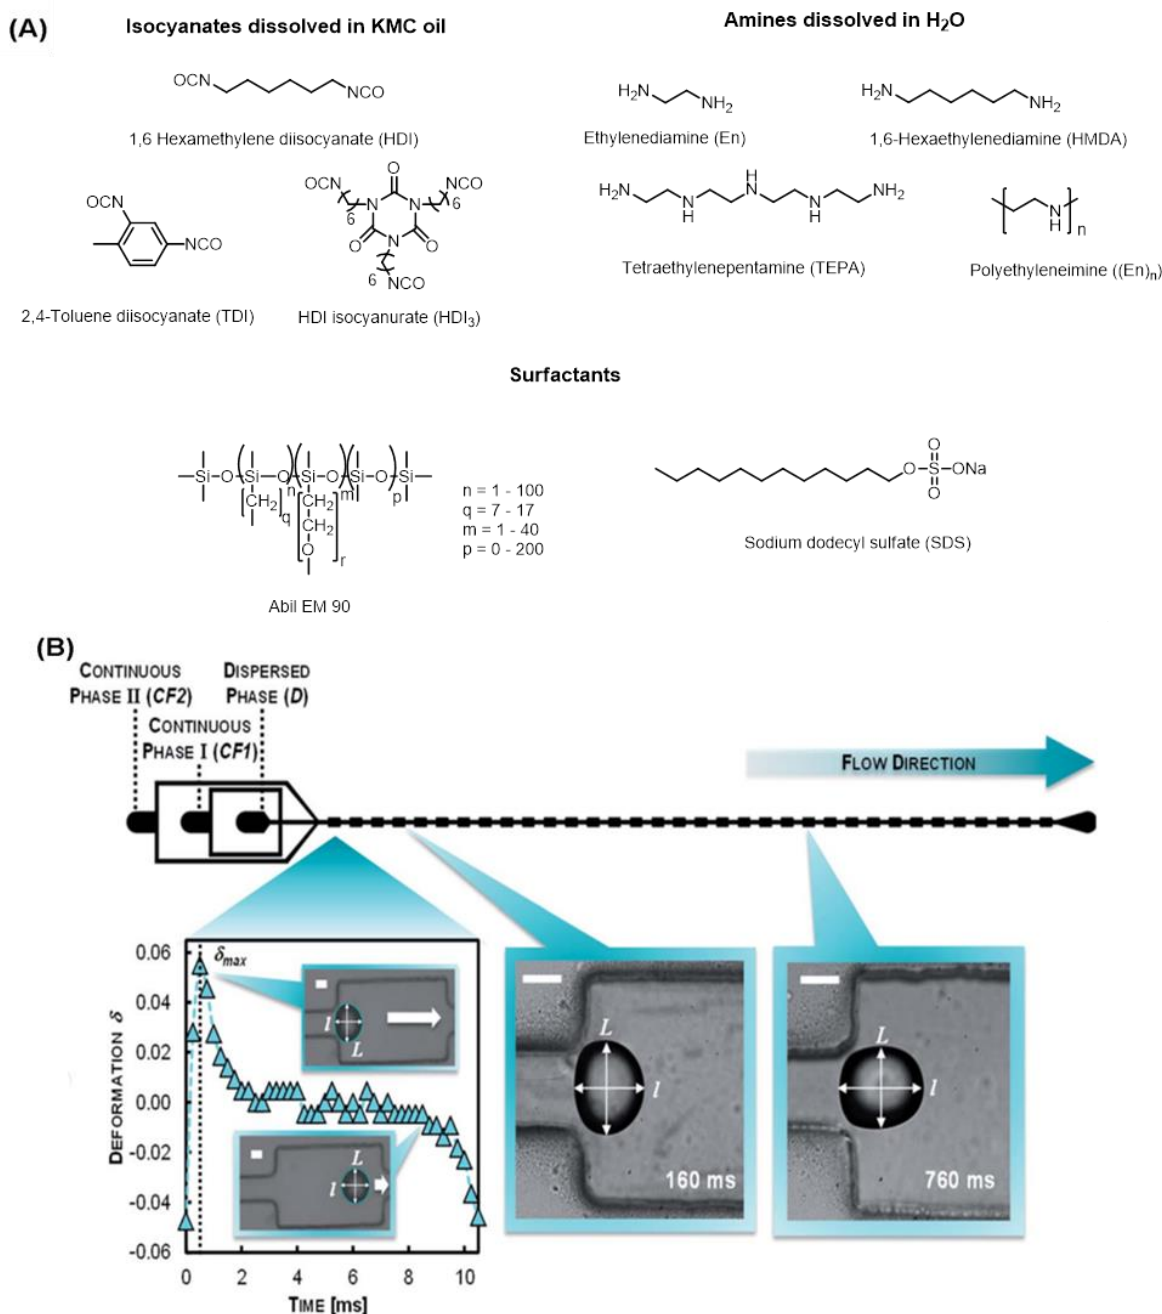 (A)
Isocyanates dissolved in KMC oil
Amines dissolved in H2O
OCN
NCO
H2N
NH2
H2N
NH2
1,6 Hexamethylene diisocyanate (HDI)
Ethylenediamine (En)
1,6-Hexaethylenediamine (HMDA)
OCN
NCO
OCN
O
NCO
6
N
N
6
O
N
O
6
NCO
H2N
N
H
H
N
N
H
NH2
N
H
n
2,4-Toluene diisocyanate (TDI)
HDI isocyanurate (HDI3)
Tetraethylenepentamine (TEPA)
Polyethyleneimine ((En)n)
Surfactants
Si
O
Si
O
n
Si
O
m
Si
O
p
Si
CH2
q
CH2
CH2
O
r
n = 1 - 100
q = 7 - 17
m = 1 - 40
p = 0 - 200
O
O
S
ONa
O
Abil EM 90
Sodium dodecyl sulfate (SDS)
(B)
CONTINUOUS
PHASE II (CF2)
DISPERSED
PHASE (D)
CONTINUOUS
PHASE I (CF1)
FLOW DIRECTION
DEFORMATION δ
0.06
0.04
0.02
0.00
-0.02
-0.04
-0.06
δmax
l
L
L
l
0
2
4
6
8
10
TIME [ms]
L
l
160 ms
L
l
760 ms